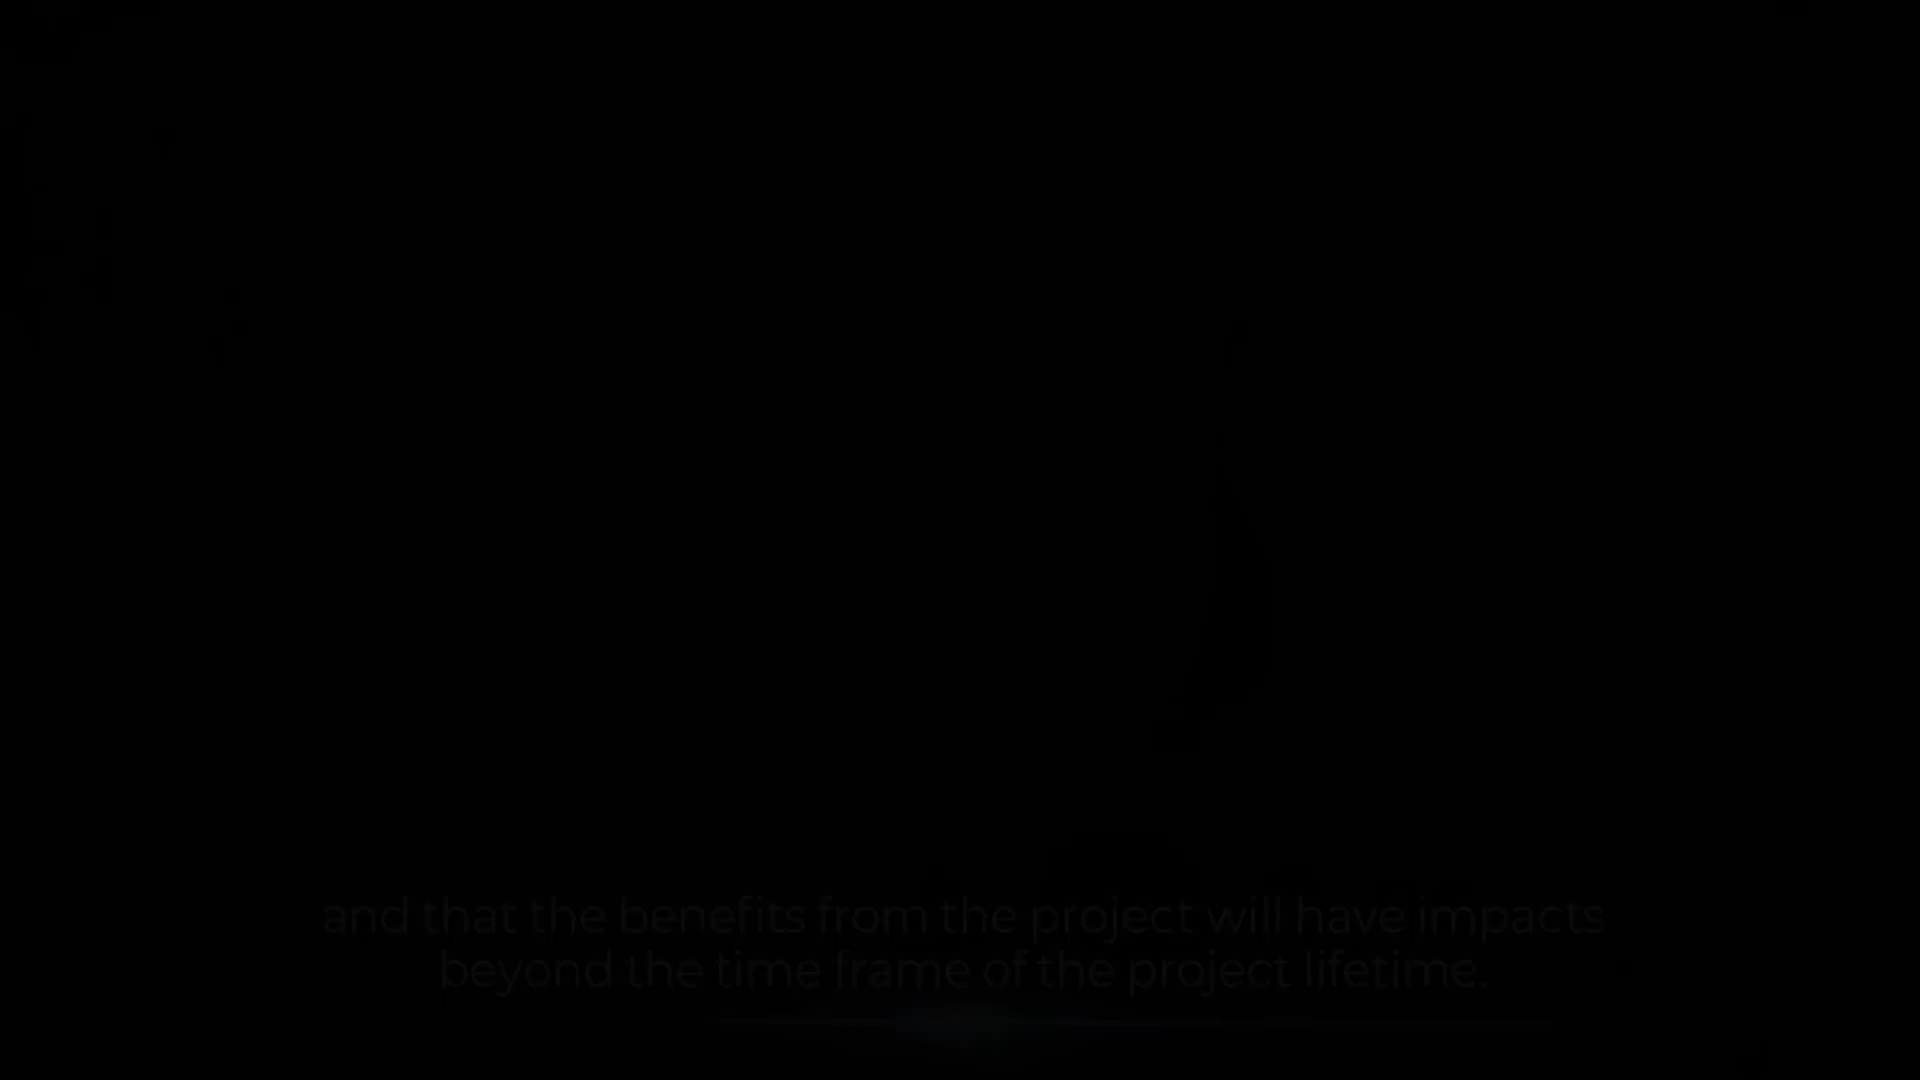 and that the benefits from the project will have impacts
beyond the time frame of the project lifetime.